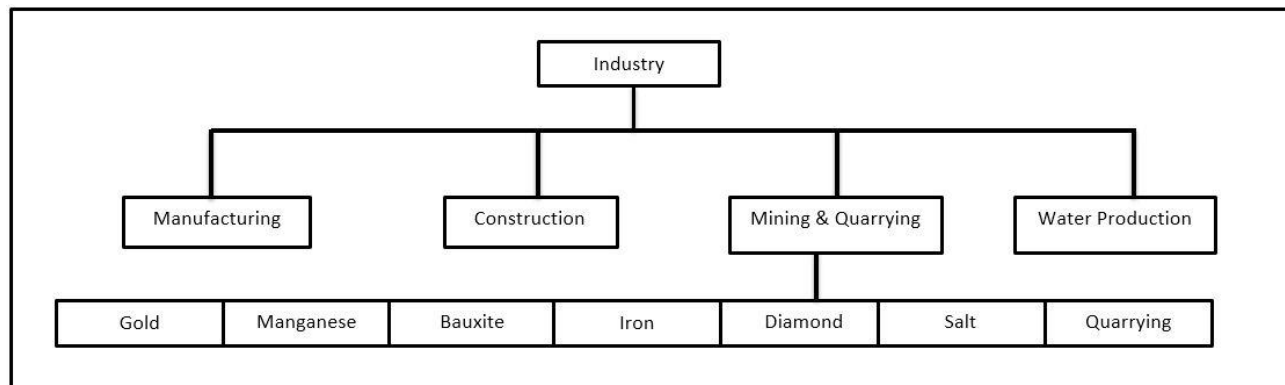 Industry
Manufacturing
Construction
Mining & Quarrying
Water Production
Gold
Manganese
Bauxite
Iron
Diamond
Salt
Quarrying